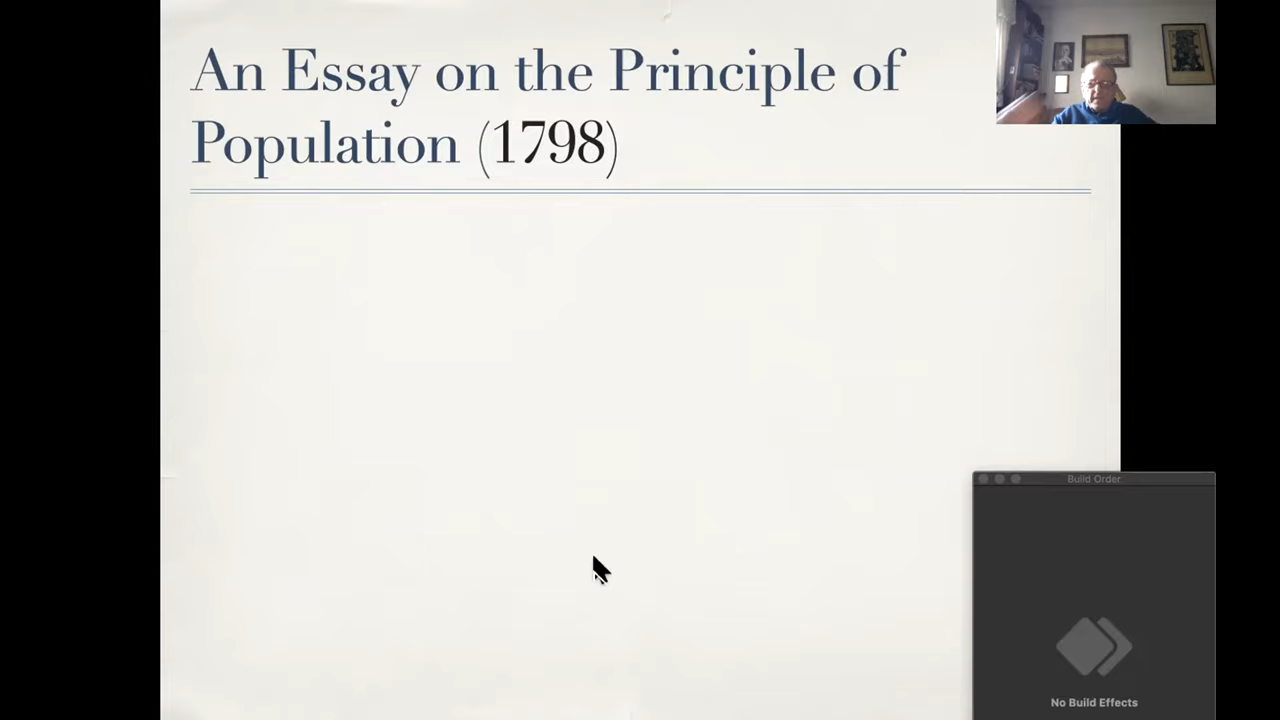 An Essay on the Principle of
Population (1798)
Build Order
No Build Effects